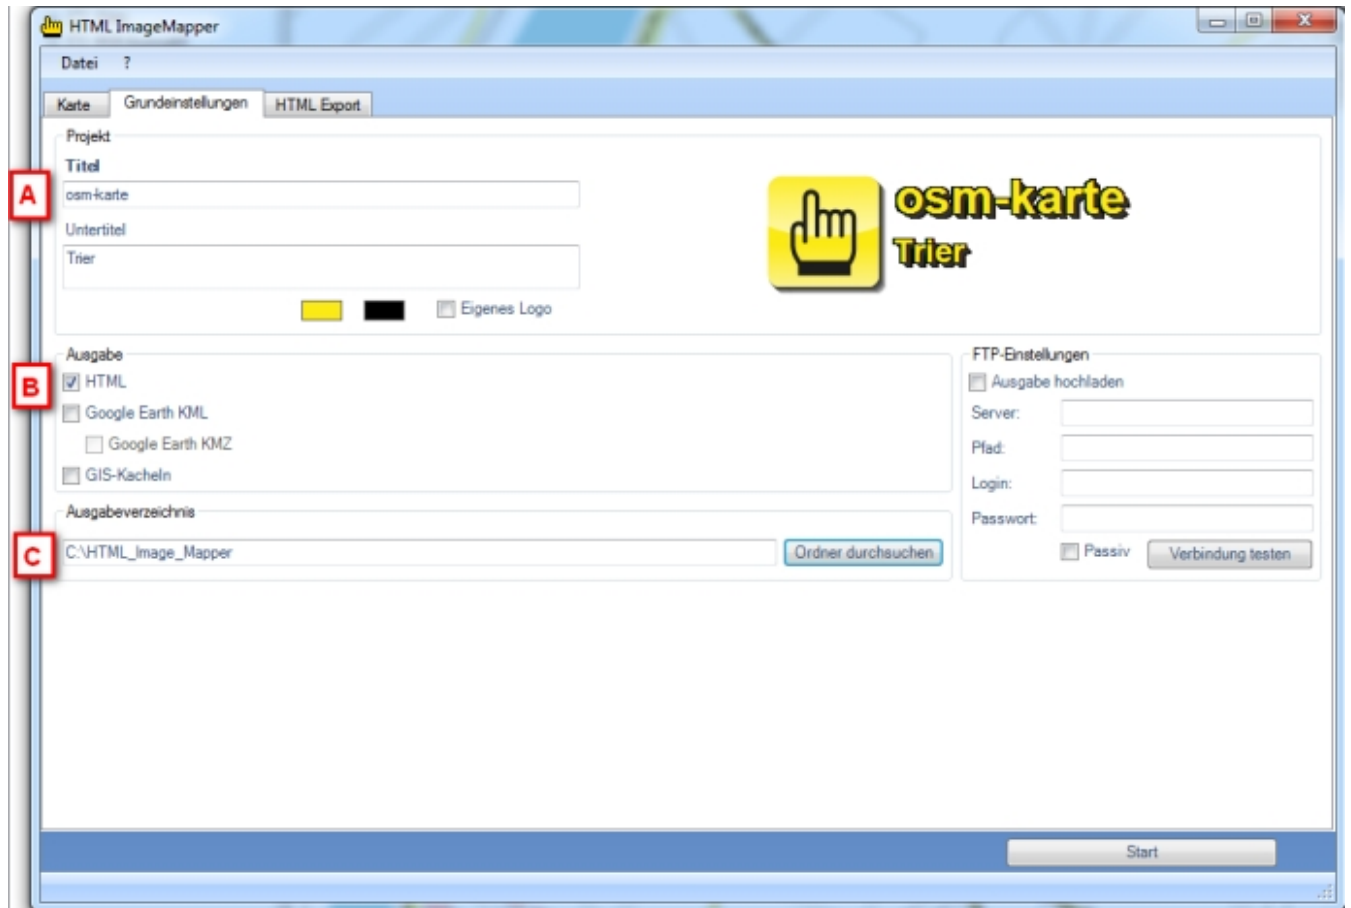 HTML ImageMapper
Datei ?
Karte Grundeinstellungen HTML Export
Projekt
Titel
A
osm-karte
osm-karte
Trier
Untertitel
Trier
Eigenes Logo
Ausgabe
B
HTML
Google Earth KML
Google Earth KMZ
GIS-Kacheln
FTP-Einstellungen
Ausgabe hochladen
Server:
Pfad:
Login:
Passwort:
Passiv Verbindung testen
Ausgabeverzeichnis
C
C:\HTML_Image_Mapper Ordner durchsuchen
Start